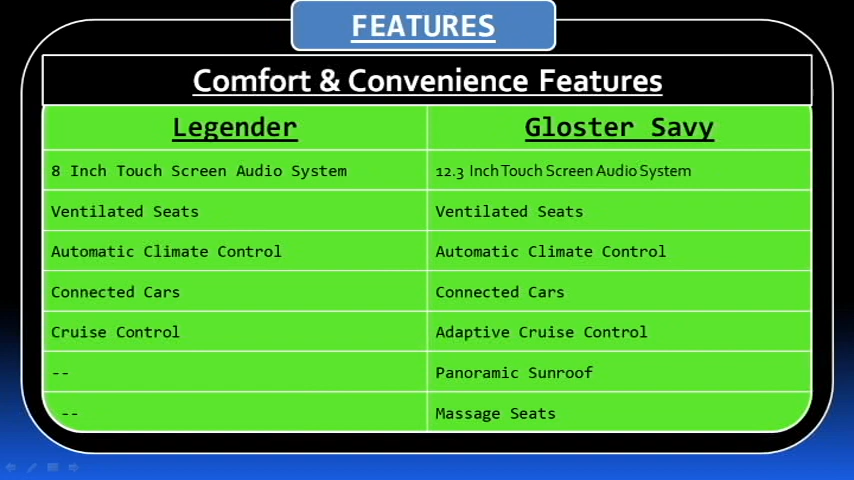 FEATURES
Comfort & Convenience Features
Legender Gloster Savy
8 Inch Touch Screen Audio System 12.3 Inch Touch Screen Audio System
Ventilated Seats Ventilated Seats
Automatic Climate Control Automatic Climate Control
Connected Cars Connected Cars
Cruise Control Adaptive Cruise Control
-- Panoramic Sunroof
-- Massage Seats